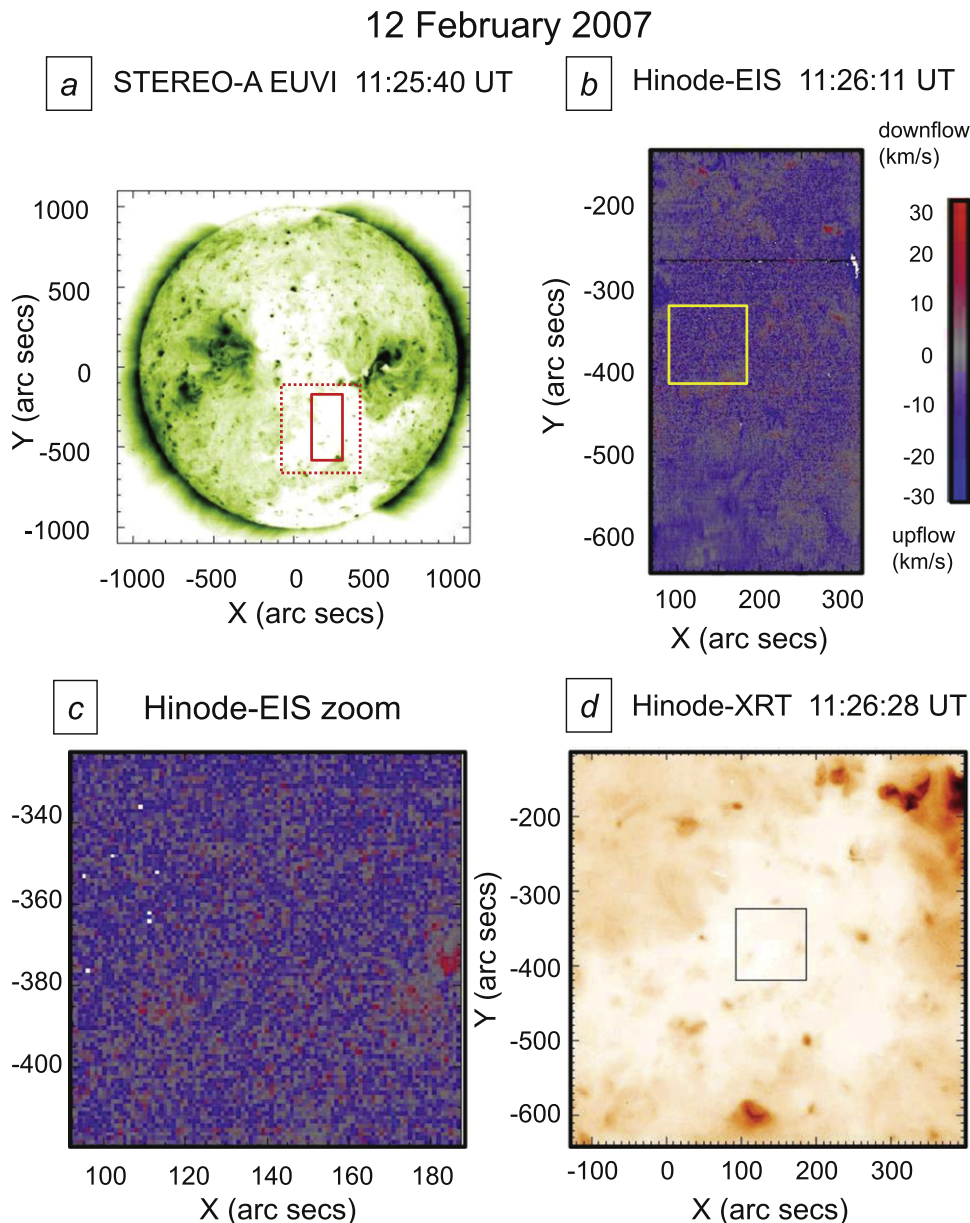 12 February 2007
a STEREO-A EUVI 11:25:40 UT
b Hinode-EIS 11:26:11 UT
downflow
(km/s)
1000
500
0
-500
-1000
Y (arc secs)
-1000 -500 0 500 1000
X (arc secs)
-200
-300
-400
-500
-600
Y (arc secs)
100 200 300
X (arc secs)
30
20
10
0
-10
-20
-30
upflow
(km/s)
c Hinode-EIS zoom
d Hinode-XRT 11:26:28 UT
-340
-360
-380
-400
100 120 140 160 180
X (arc secs)
-200
-300
-400
-500
-600
Y (arc secs)
-100 0 100 200 300
X (arc secs)